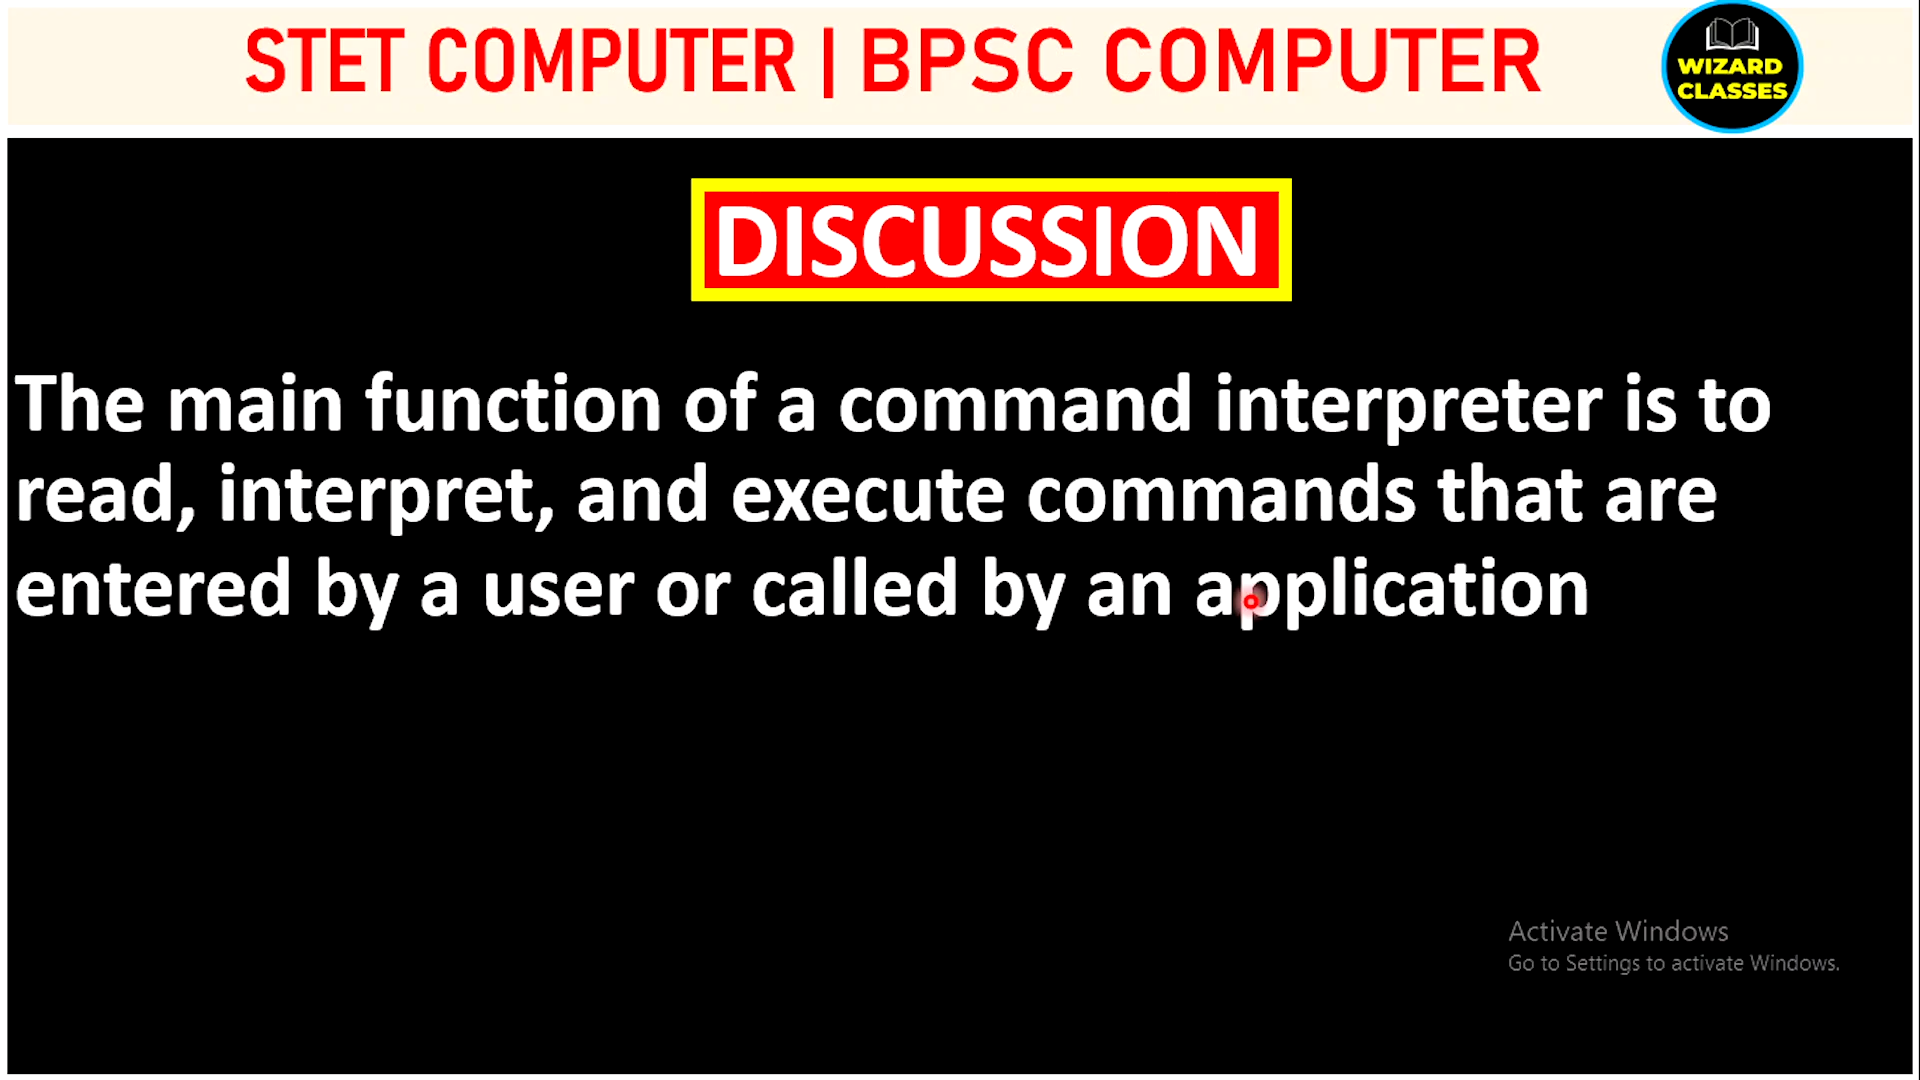 STET COMPUTER | BPSC COMPUTER
WIZARD
CLASSES
DISCUSSION
The main function of a command interpreter is to
read, interpret, and execute commands that are
entered by a user or called by an application
Activate Windows
Go to Settings to activate Windows.